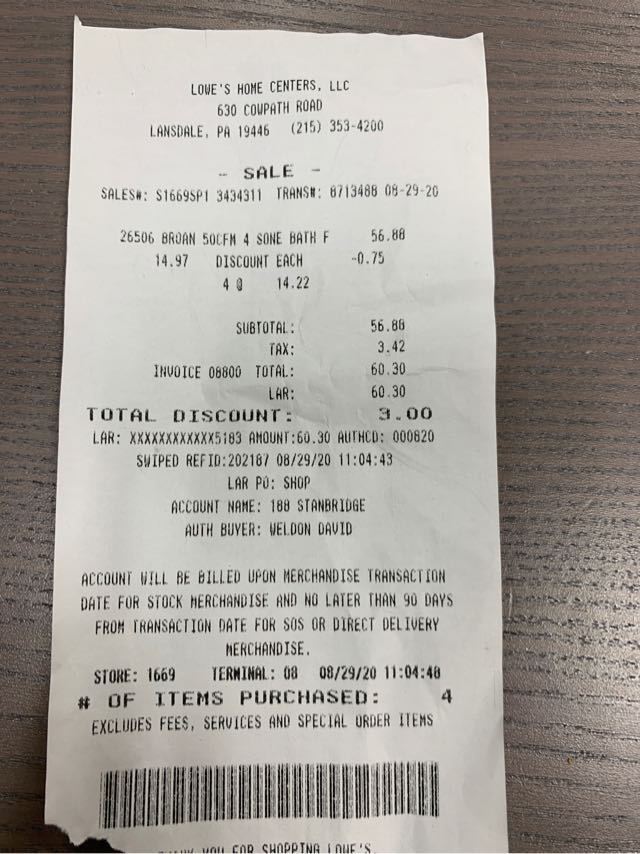 LOWE'S HOME CENTERS, LLC
630 COWPATH ROAD
LANSDALE, PA 19446 (215) 353-4200
- SALE -
SALES#: S1669SP1 3434311 TRANS#: 8713488 08-29-20
26506 BROAN 50CFM 4 SONE BATH F 56.88
14.97 DISCOUNT EACH -0.75
4 @ 14.22
SUBTOTAL: 56.88
TAX: 3.42
INVOICE 08800 TOTAL: 60.30
LAR: 60.30
TOTAL DISCOUNT: 3.00
LAR: XXXXXXXXXXXX5183 AMOUNT:60.30 AUTHCD: 000820
SWIPED REFID:202187 08/29/20 11:04:43
LAR PO: SHOP
ACCOUNT NAME: 188 STANBRIDGE
AUTH BUYER: WELDON DAVID
ACCOUNT WILL BE BILLED UPON MERCHANDISE TRANSACTION
DATE FOR STOCK MERCHANDISE AND NO LATER THAN 90 DAYS
FROM TRANSACTION DATE FOR SOS OR DIRECT DELIVERY
MERCHANDISE.
STORE: 1669 TERMINAL: 08 08/29/20 11:04:48
# OF ITEMS PURCHASED: 4
EXCLUDES FEES, SERVICES AND SPECIAL ORDER ITEMS
YOU FOR SHOPPING LOWE'S.